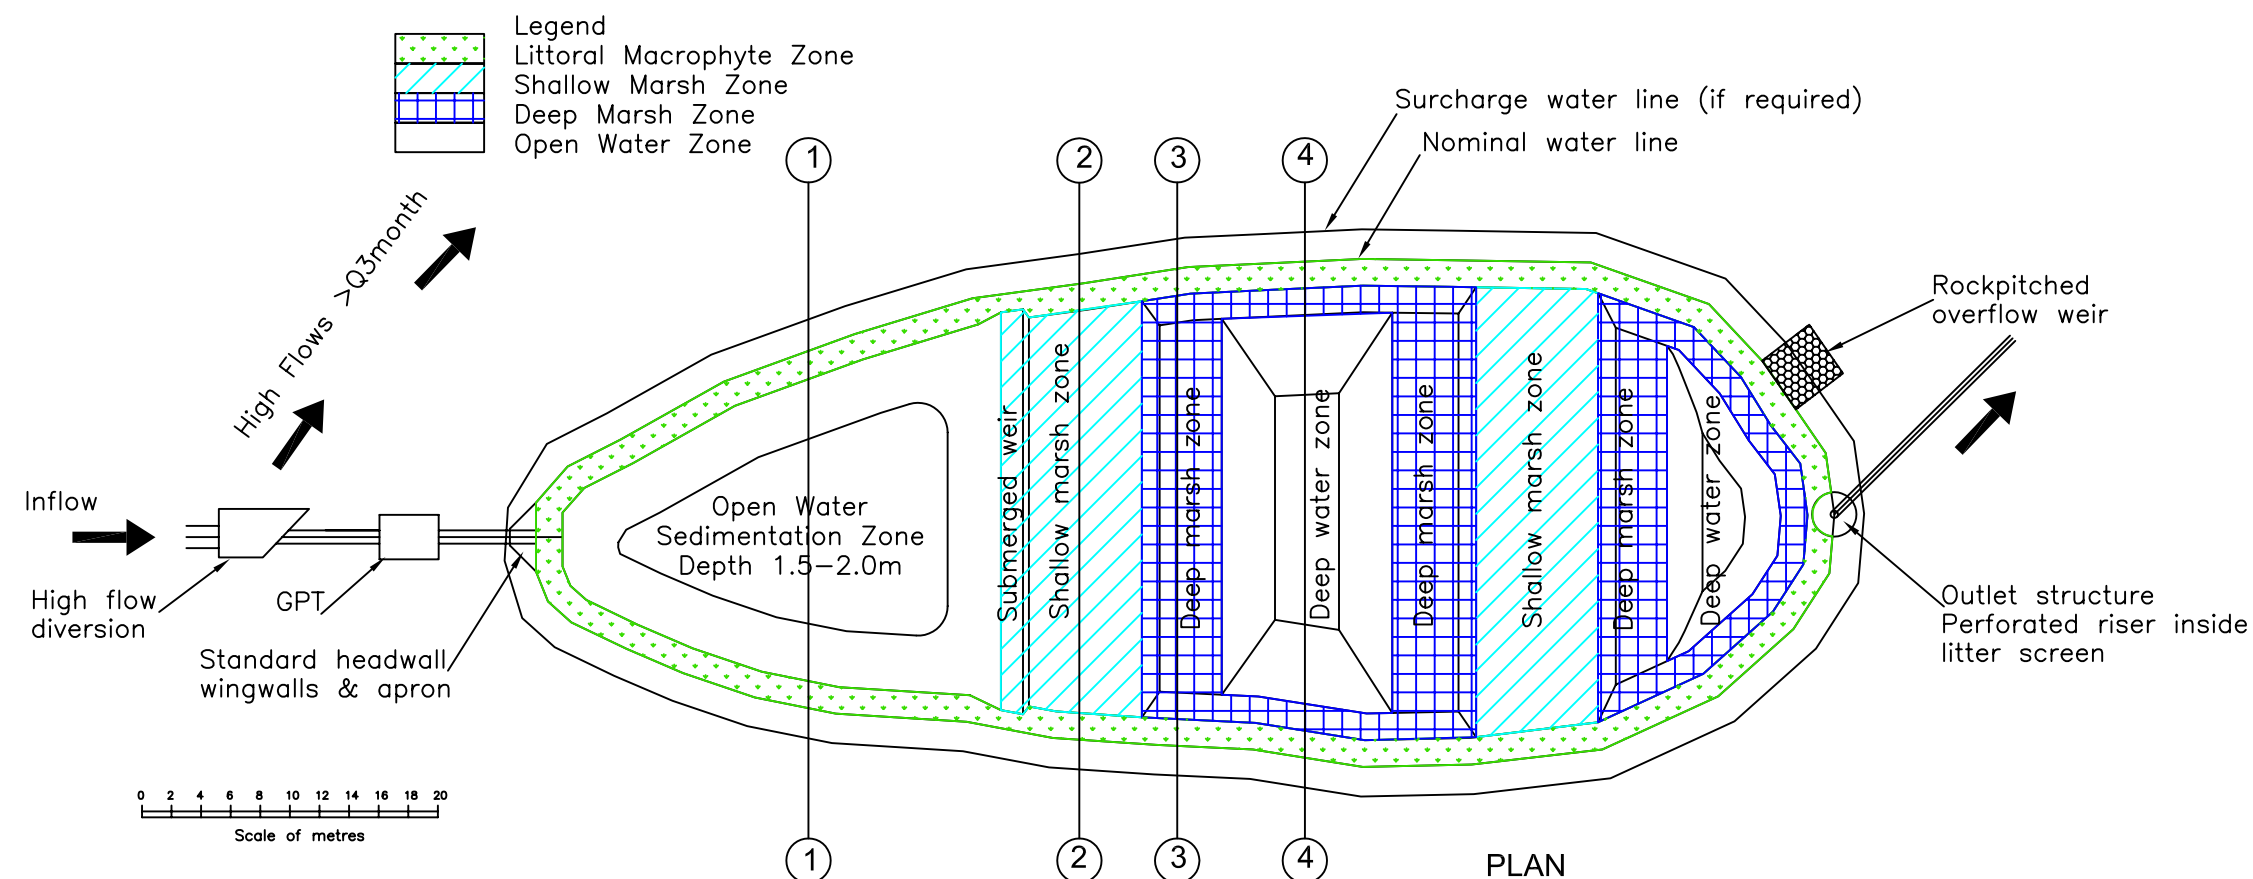 Legend
Littoral Macrophyte Zone
Shallow Marsh Zone
Deep Marsh Zone
Open Water Zone
Surcharge water line (if required)
Nominal water line
1
2
3
4
High Flows >Q3month
Rockpitched
overflow weir
Inflow
High flow
diversion
GPT
Standard headwall,
wingwalls & apron
Open Water
Sedimentation Zone
Depth 1.5-2.0m
Submerged weir
Shallow marsh zone
Deep marsh zone
Deep water zone
Deep marsh zone
Shallow marsh zone
Deep marsh zone
Deep water zone
Outlet structure
Perforated riser inside
litter screen
0 2 4 6 8 10 12 14 16 18 20
Scale of metres
1
2
3
4
PLAN